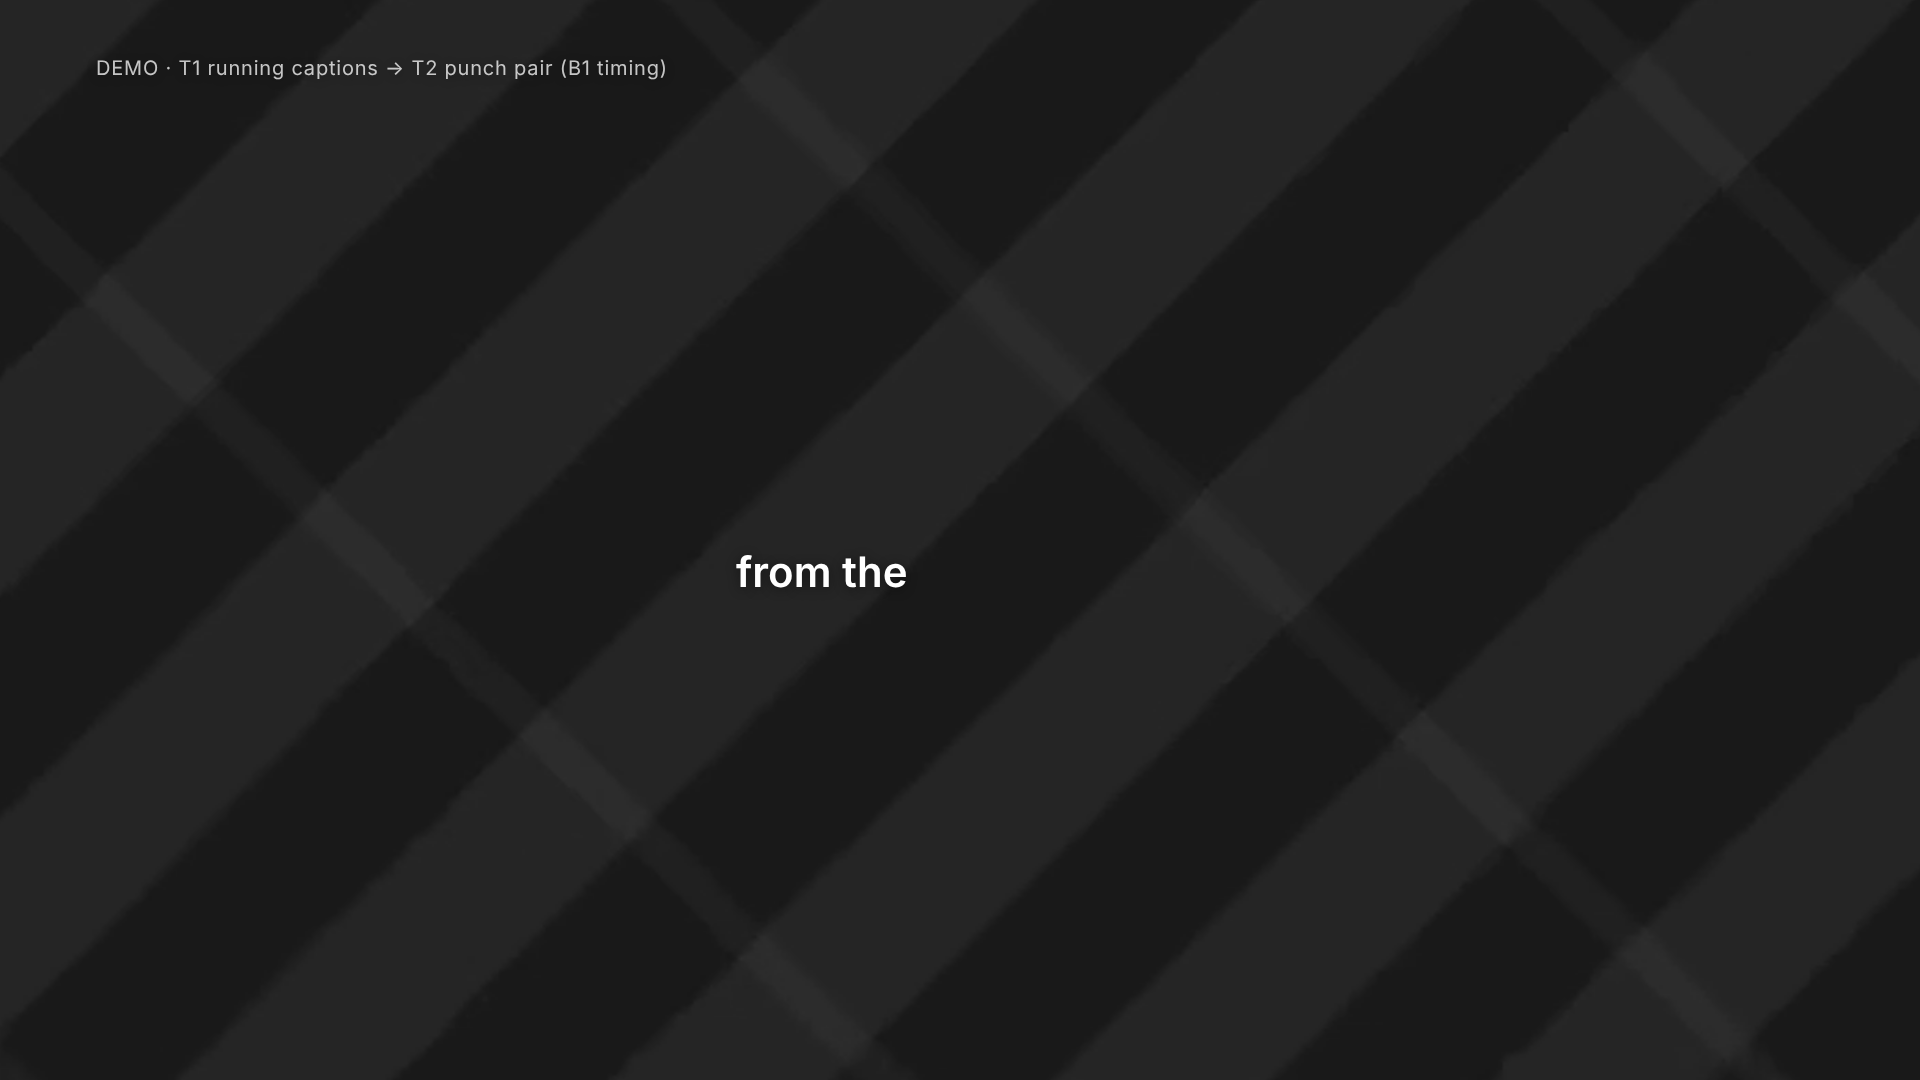 DEMO · T1 running captions → T2 punch pair (B1 timing)
from the